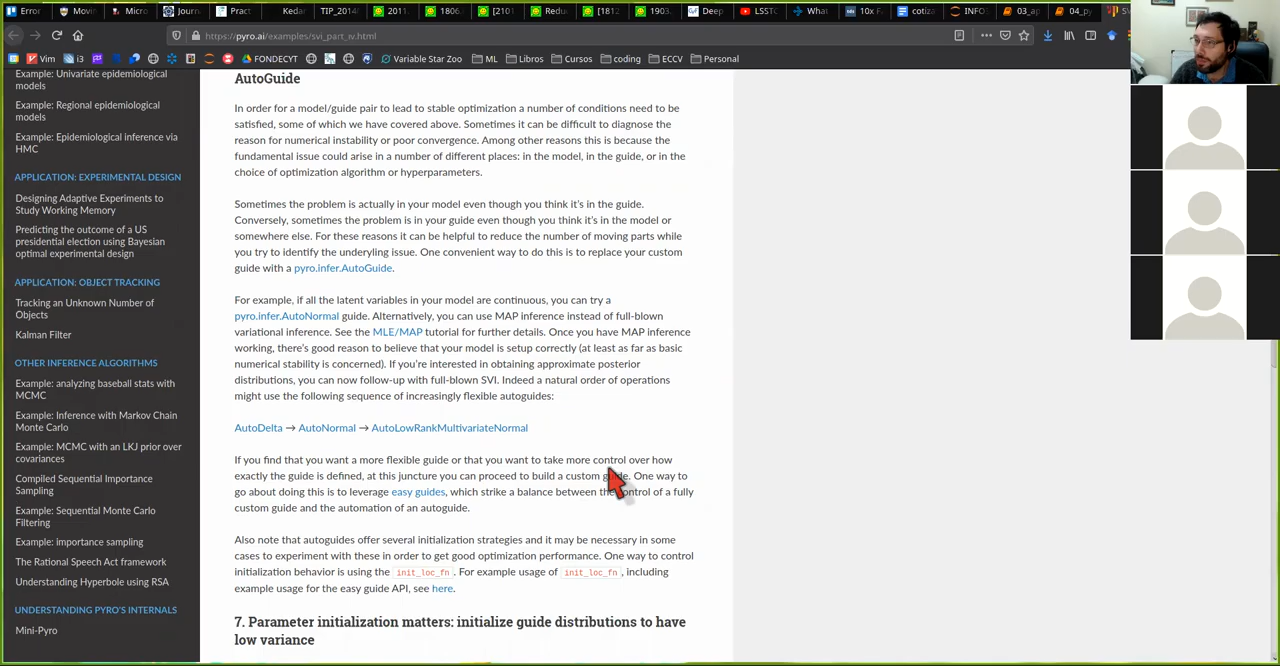 Error
Movin
Micro
Journ
Pract
Kedar
TIP_201
2011.
1806.
[2101
Redu
[1812
1903.
Deep
LSSTC
What
10x F
cotiza
INFO
03_ap
04_py
https://pyro.ai/examples/svi_part_iv.html
Vim
i3
FONDECYT
Variable Star Zoo
ML
Libros
Cursos
coding
ECCV
Personal
Example: Univariate epidemiological
models
Example: Regional epidemiological
models
Example: Epidemiological inference via
HMC
APPLICATION: EXPERIMENTAL DESIGN
Designing Adaptive Experiments to
Study Working Memory
Predicting the outcome of a US
presidential election using Bayesian
optimal experimental design
APPLICATION: OBJECT TRACKING
Tracking an Unknown Number of
Objects
Kalman Filter
OTHER INFERENCE ALGORITHMS
Example: analyzing baseball stats with
MCMC
Example: Inference with Markov Chain
Monte Carlo
Example: MCMC with an LKJ prior over
covariances
Compiled Sequential Importance
Sampling
Example: Sequential Monte Carlo
Filtering
Example: importance sampling
The Rational Speech Act framework
Understanding Hyperbole using RSA
UNDERSTANDING PYRO'S INTERNALS
Mini-Pyro
AutoGuide
In order for a model/guide pair to lead to stable optimization a number of conditions need to be
satisfied, some of which we have covered above. Sometimes it can be difficult to diagnose the
reason for numerical instability or poor convergence. Among other reasons this is because the
fundamental issue could arise in a number of different places: in the model, in the guide, or in the
choice of optimization algorithm or hyperparameters.
Sometimes the problem is actually in your model even though you think it's in the guide.
Conversely, sometimes the problem is in your guide even though you think it's in the model or
somewhere else. For these reasons it can be helpful to reduce the number of moving parts while
you try to identify the underyling issue. One convenient way to do this is to replace your custom
guide with a pyro.infer.AutoGuide.
For example, if all the latent variables in your model are continuous, you can try a
pyro.infer.AutoNormal guide. Alternatively, you can use MAP inference instead of full-blown
variational inference. See the MLE/MAP tutorial for further details. Once you have MAP inference
working, there's good reason to believe that your model is setup correctly (at least as far as basic
numerical stability is concerned). If you're interested in obtaining approximate posterior
distributions, you can now follow-up with full-blown SVI. Indeed a natural order of operations
might use the following sequence of increasingly flexible autoguides:
AutoDelta → AutoNormal → AutoLowRankMultivariateNormal
If you find that you want a more flexible guide or that you want to take more control over how
exactly the guide is defined, at this juncture you can proceed to build a custom guide. One way to
go about doing this is to leverage easy guides, which strike a balance between the control of a fully
custom guide and the automation of an autoguide.
Also note that autoguides offer several initialization strategies and it may be necessary in some
cases to experiment with these in order to get good optimization performance. One way to control
initialization behavior is using the init_loc_fn. For example usage of init_loc_fn, including
example usage for the easy guide API, see here.
7. Parameter initialization matters: initialize guide distributions to have
low variance